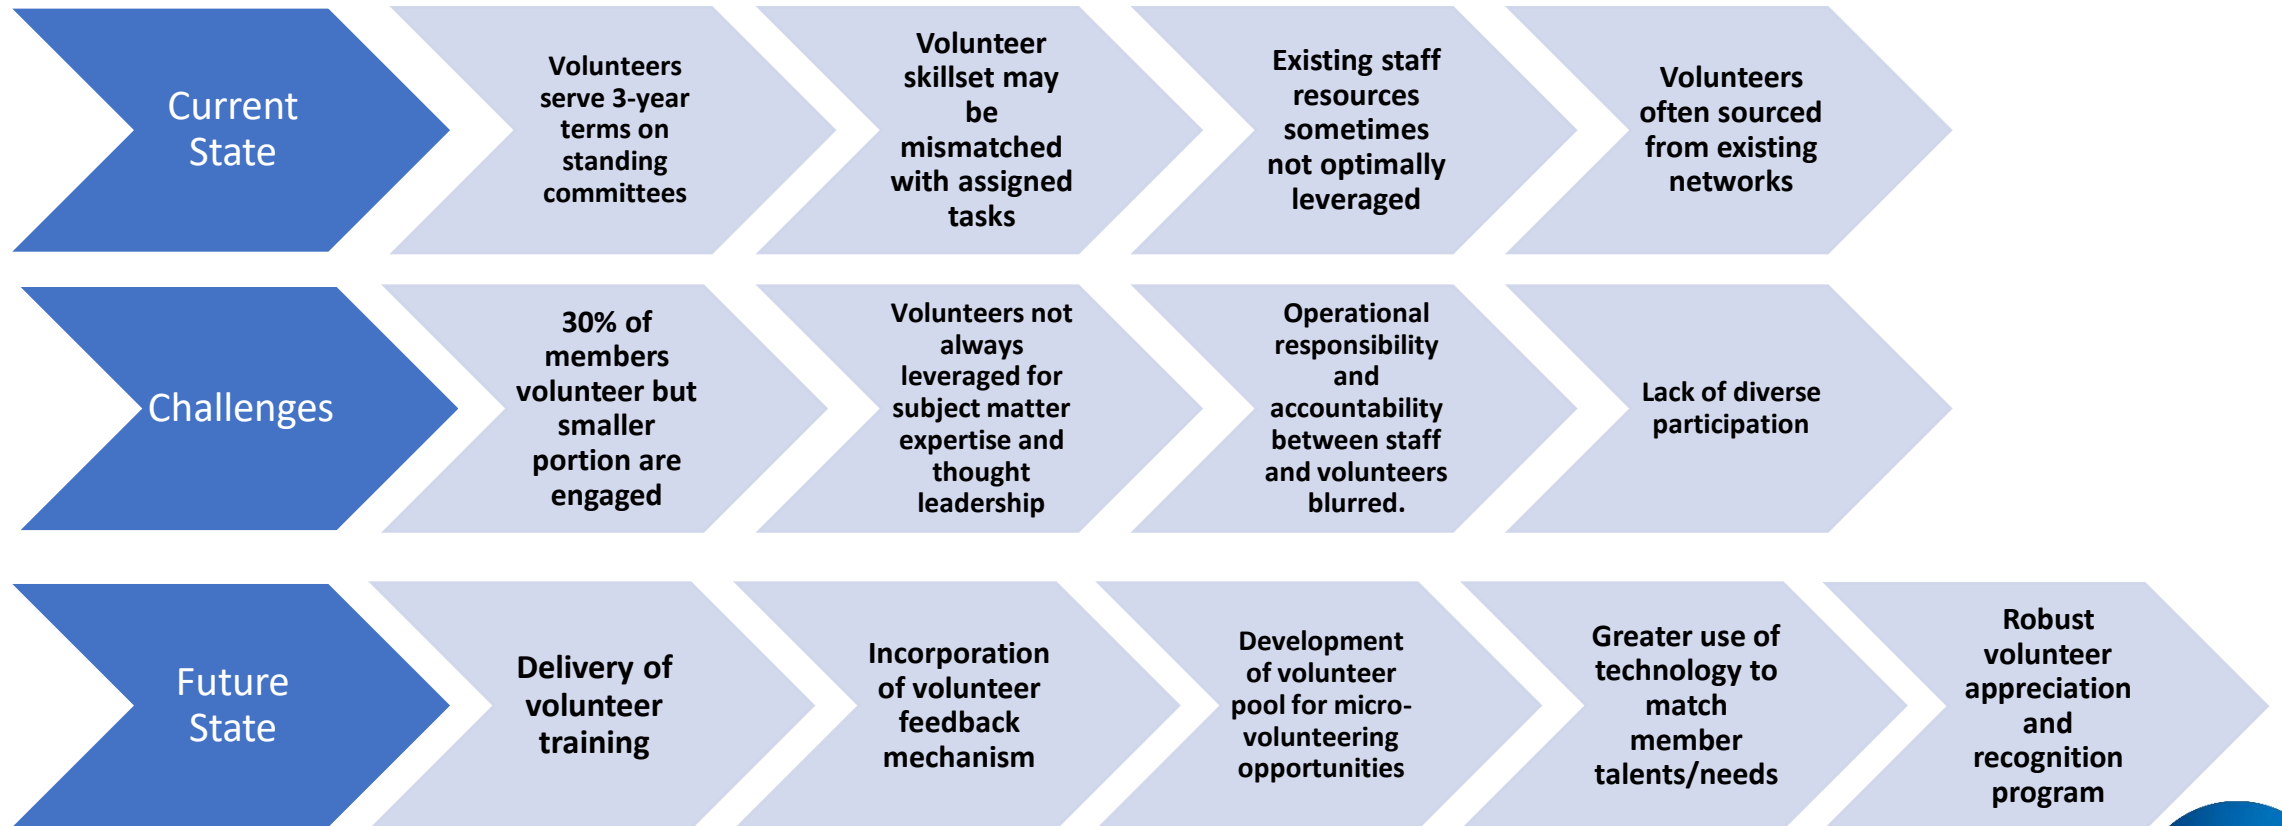 Current
State
Volunteers
serve 3-year
terms on
standing
committees
Volunteer
skillset may
be
mismatched
with assigned
tasks
Existing staff
resources
sometimes
not optimally
leveraged
Volunteers
often sourced
from existing
networks
Challenges
30% of
members
volunteer but
smaller
portion are
engaged
Volunteers not
always
leveraged for
subject matter
expertise and
thought
leadership
Operational
responsibility
and
accountability
between staff
and volunteers
blurred.
Lack of diverse
participation
Future
State
Delivery of
volunteer
training
Incorporation
of volunteer
feedback
mechanism
Development
of volunteer
pool for micro-
volunteering
opportunities
Greater use of
technology to
match
member
talents/needs
Robust
volunteer
appreciation
and
recognition
program